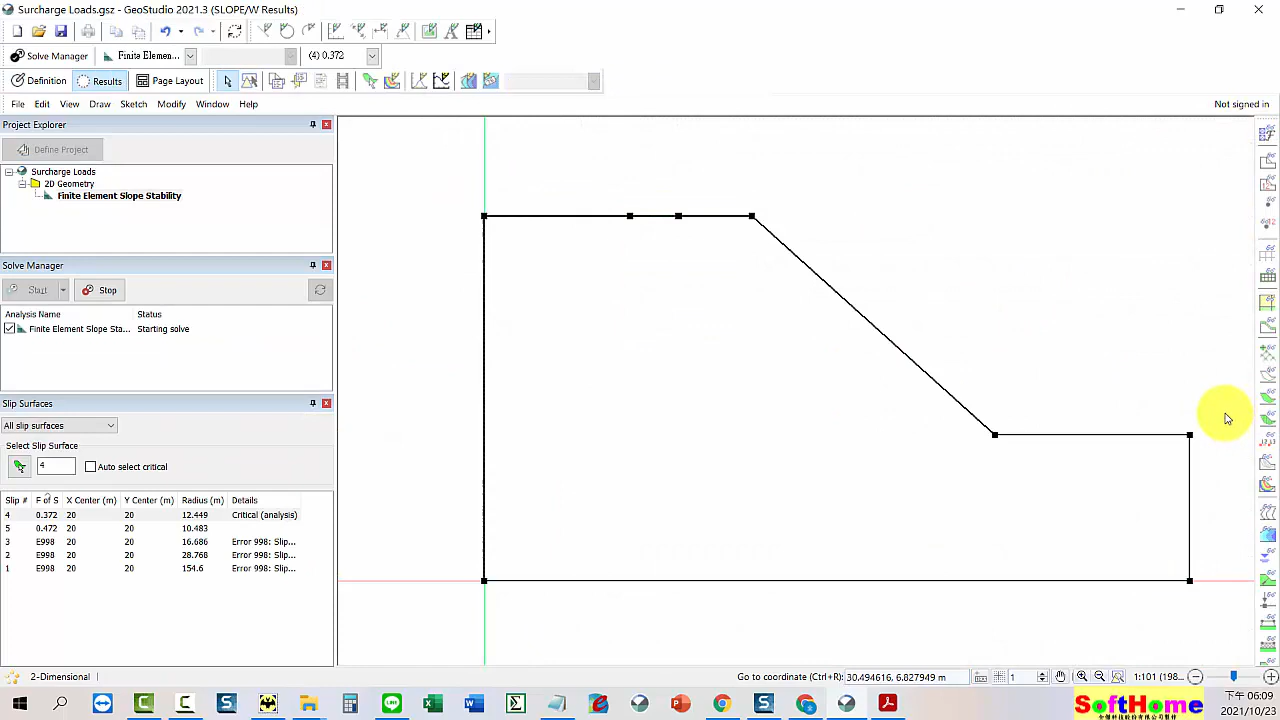 Surcharge Loads.gsz - GeoStudio 2021.3 (SLOPE/W Results)
Solve Manager
Finite Elemen...
(4) 0.372
Definition
Results
Page Layout
File Edit View Draw Sketch Modify Window Help
Not signed in
Project Explorer
Define Project
Surcharge Loads
2D Geometry
Finite Element Slope Stability
Solve Manager
Start
Stop
Analysis Name Status
Finite Element Slope Sta... Starting solve
Slip Surfaces
All slip surfaces
Select Slip Surface
4
Auto select critical
Slip # F of S X Center (m) Y Center (m) Radius (m) Details
4 0.372 20 20 12.449 Critical (analysis)
5 0.472 20 20 10.483
3 E998 20 20 16.686 Error 998: Slip...
2 E998 20 20 28.768 Error 998: Slip...
1 E998 20 20 154.6 Error 998: Slip...
2-Dimensional
Go to coordinate (Ctrl+R):
30.494616, 6.827949 m
1
1:101 (198...
SoftHome
下午 06:09
2021/10/23